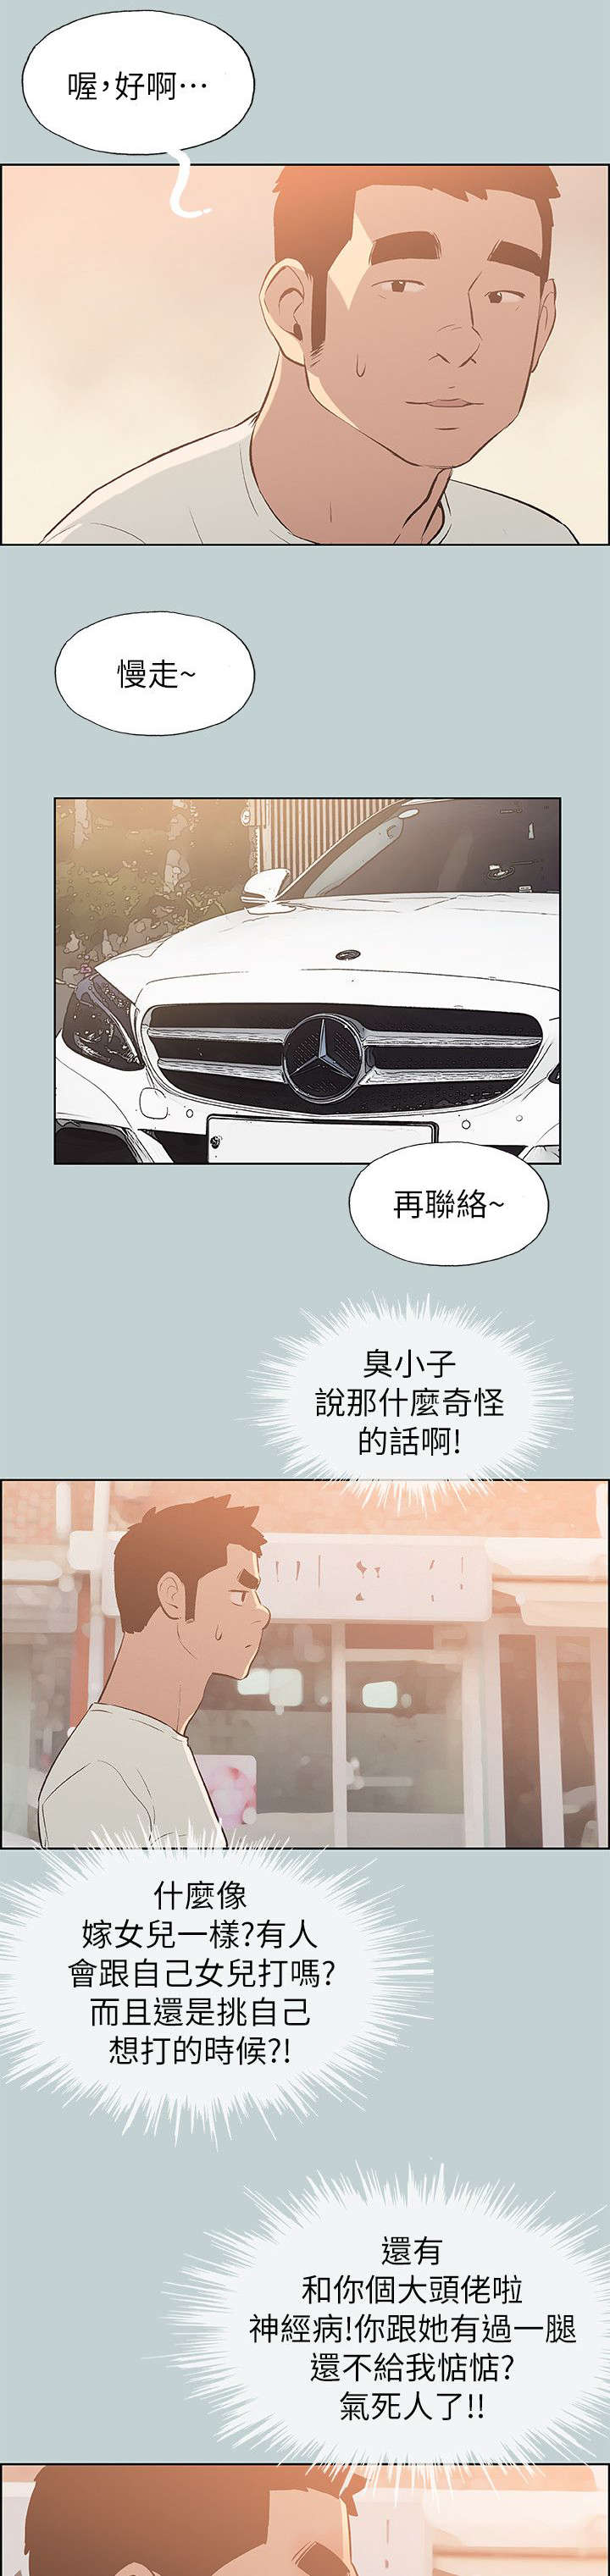 喔，好啊…
慢走~
再聯絡~
臭小子
說那什麼奇怪
的話啊!
什麼像
嫁女兒一樣?有人
會跟自己女兒打嗎?
而且還是挑自己
想打的時候?!
還有
和你個大頭佬啦
神經病!你跟她有過一腿
還不給我惦惦?
氣死人了!!